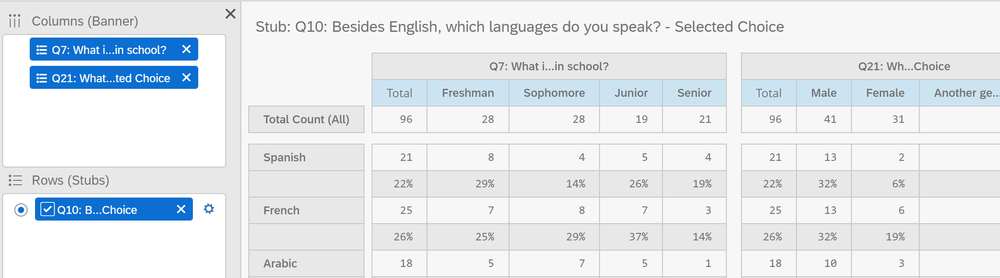 Columns (Banner)
Q7: What i...in school?
Q21: What...ted Choice
Rows (Stubs)
Q10: B...Choice
Stub: Q10: Besides English, which languages do you speak? - Selected Choice
Q7: What i...in school? Q21: Wh...Choice
Total Freshman Sophomore Junior Senior Total Male Female Another ge...
Total Count (All) 96 28 28 19 21 96 41 31
Spanish 21 8 4 5 4 21 13 2
22% 29% 14% 26% 19% 22% 32% 6%
French 25 7 8 7 3 25 13 6
26% 25% 29% 37% 14% 26% 32% 19%
Arabic 18 5 7 5 1 18 10 3